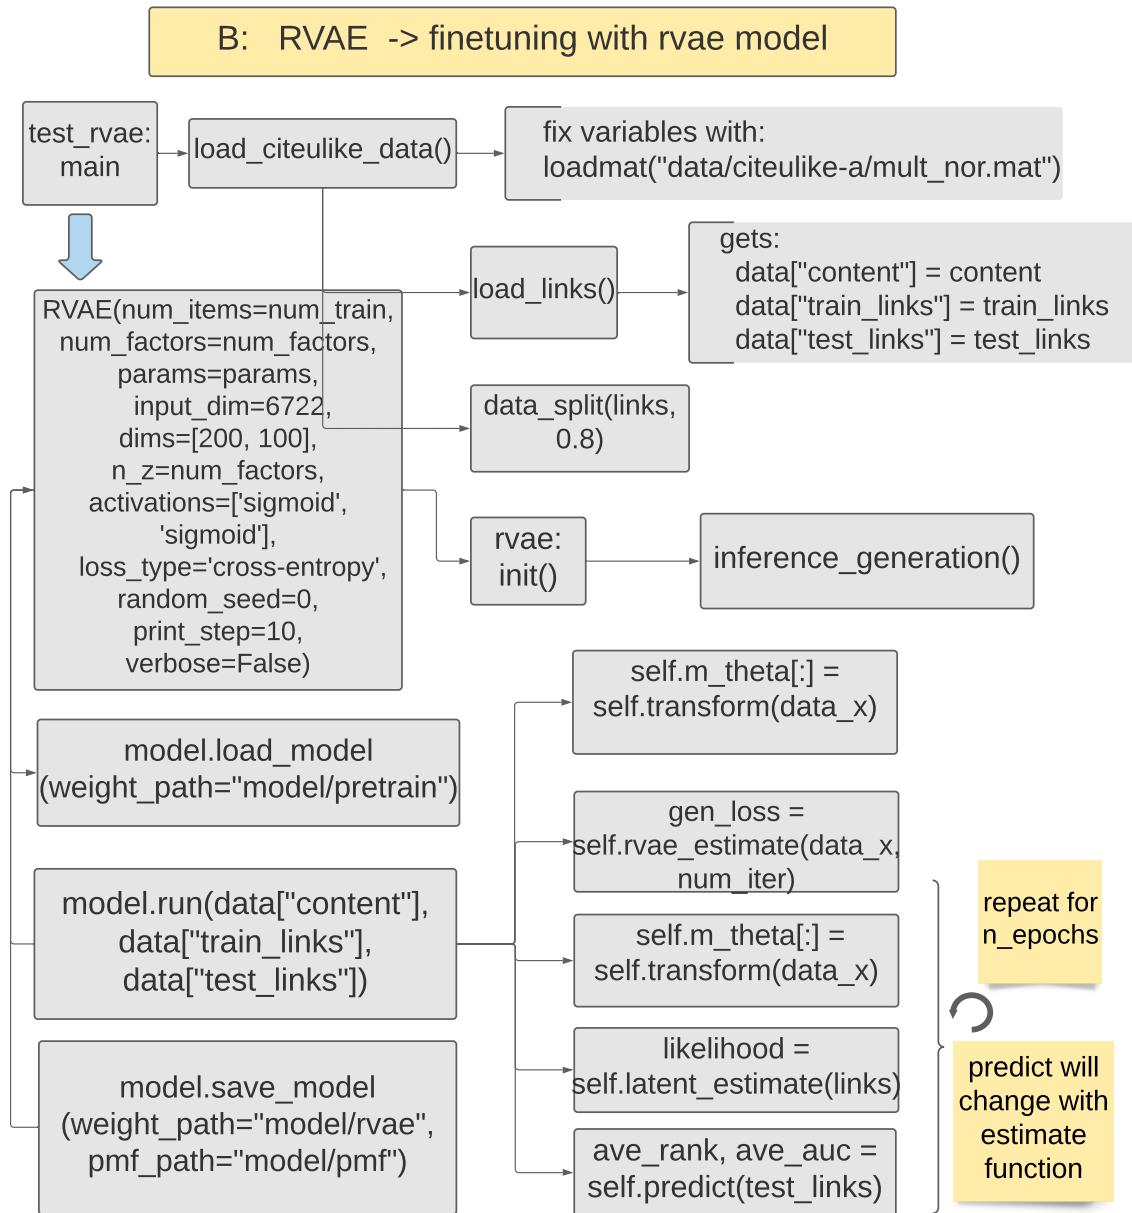 B: RVAE -> finetuning with rvae model
test_rvae:
main
load_citeulike_data()
fix variables with:
loadmat("data/citeulike-a/mult_nor.mat")
load_links()
gets:
data["content"] = content
data["train_links"] = train_links
data["test_links"] = test_links
RVAE(num_items=num_train,
num_factors=num_factors,
params=params,
input_dim=6722,
dims=[200, 100],
n_z=num_factors,
activations=['sigmoid',
'sigmoid'],
loss_type='cross-entropy',
random_seed=0,
print_step=10,
verbose=False)
data_split(links,
0.8)
rvae:
init()
inference_generation()
model.load_model
(weight_path="model/pretrain")
model.run(data["content"],
data["train_links"],
data["test_links"])
model.save_model
(weight_path="model/rvae",
pmf_path="model/pmf")
self.m_theta[:] =
self.transform(data_x)
gen_loss =
self.rvae_estimate(data_x,
num_iter)
self.m_theta[:] =
self.transform(data_x)
likelihood =
self.latent_estimate(links)
ave_rank, ave_auc =
self.predict(test_links)
repeat for
n_epochs
predict will
change with
estimate
function